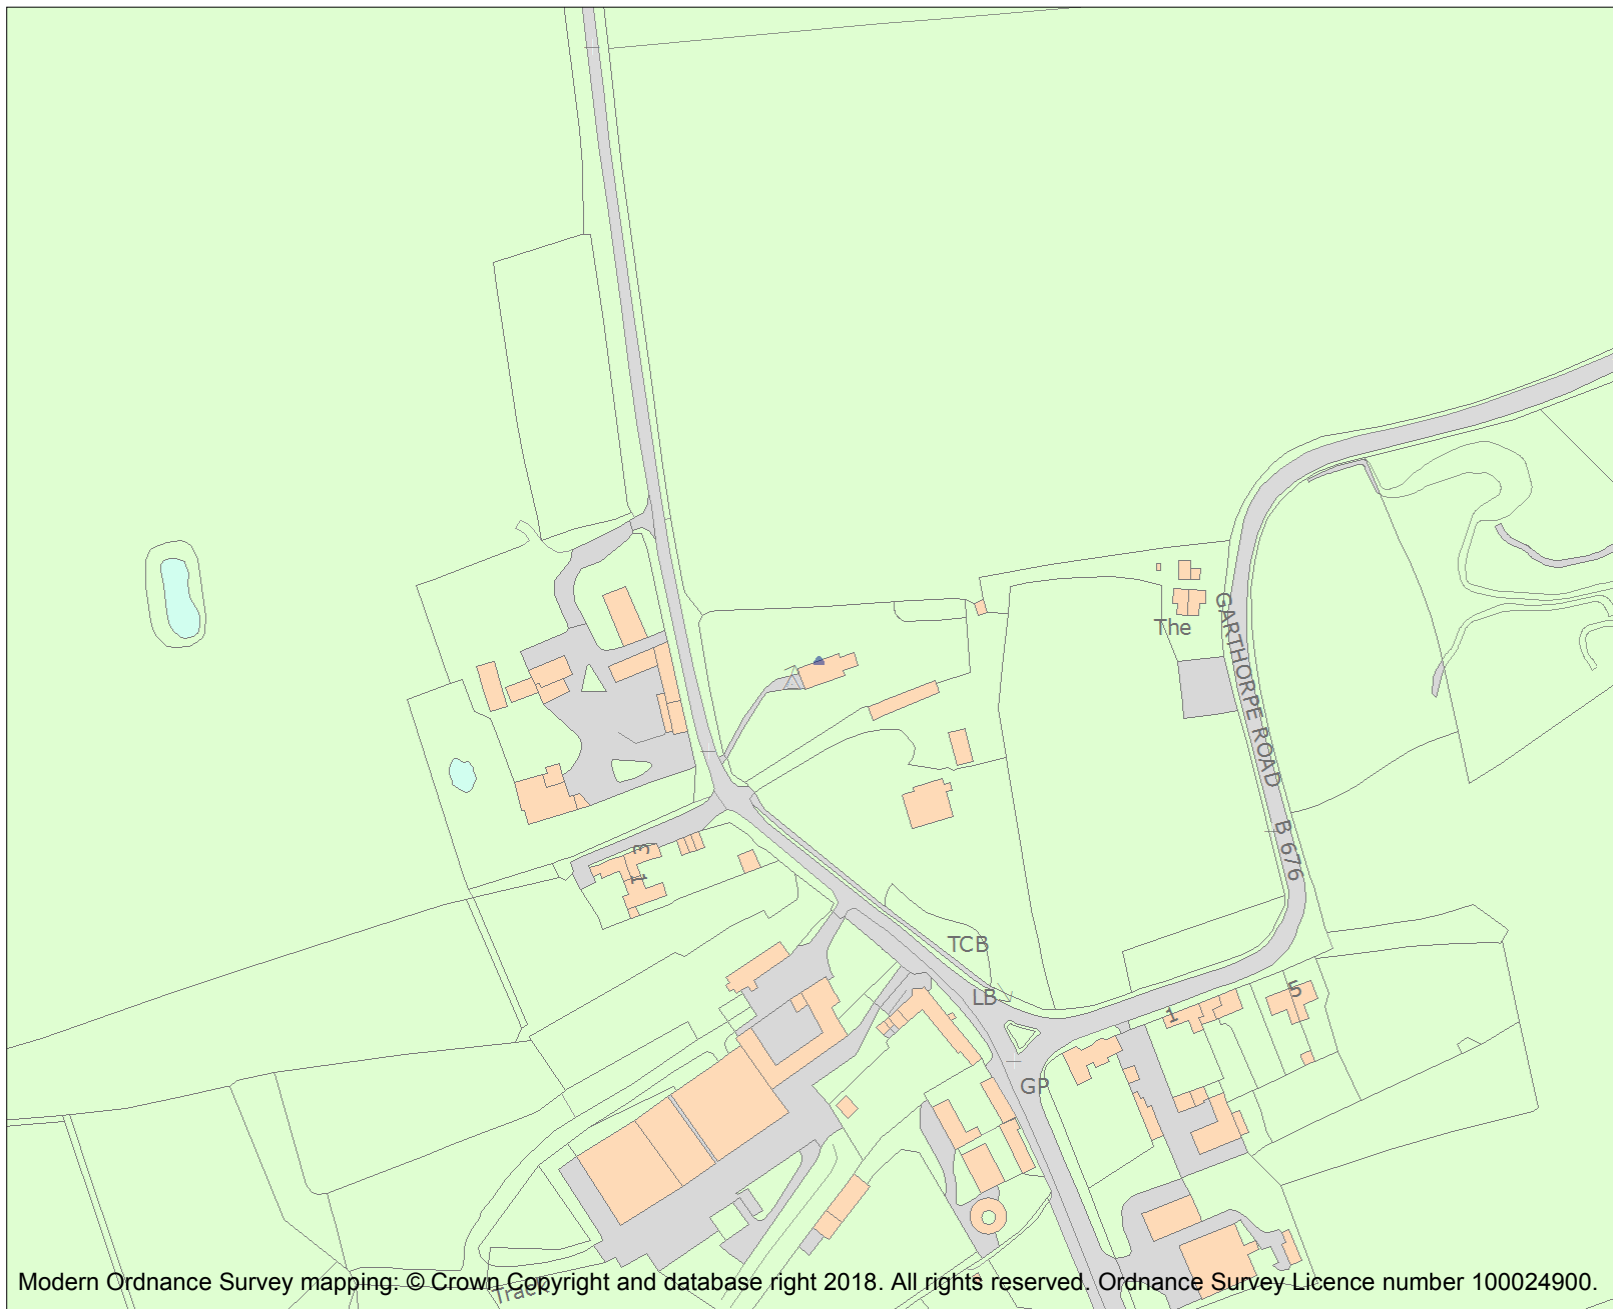 The
GARTHORPE ROAD
B 676
3
1
TCB
LB
5
1
GP
Track
Modern Ordnance Survey mapping: © Crown Copyright and database right 2018. All rights reserved. Ordnance Survey Licence number 100024900.